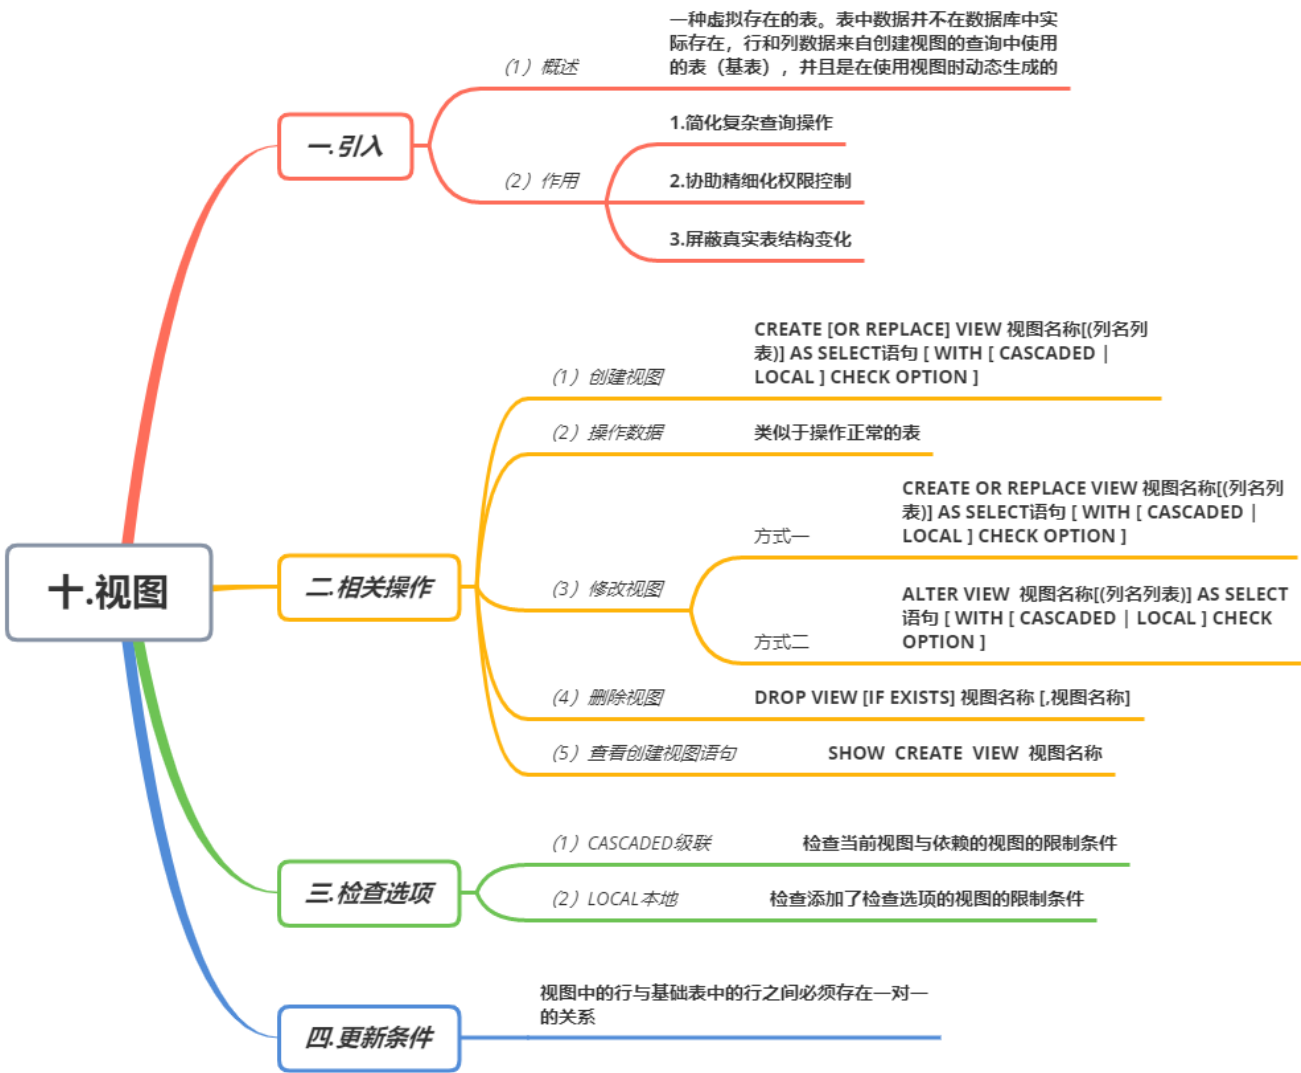 十.视图
一.引入
（1）概述
一种虚拟存在的表。表中数据并不在数据库中实
际存在，行和列数据来自创建视图的查询中使用
的表（基表），并且是在使用视图时动态生成的
（2）作用
1.简化复杂查询操作
2.协助精细化权限控制
3.屏蔽真实表结构变化
二.相关操作
（1）创建视图
CREATE [OR REPLACE] VIEW 视图名称[(列名列
表)] AS SELECT语句 [ WITH [ CASCADED |
LOCAL ] CHECK OPTION ]
（2）操作数据
类似于操作正常的表
（3）修改视图
方式一
CREATE OR REPLACE VIEW 视图名称[(列名列
表)] AS SELECT语句 [ WITH [ CASCADED |
LOCAL ] CHECK OPTION ]
方式二
ALTER VIEW  视图名称[(列名列表)] AS SELECT
语句 [ WITH [ CASCADED | LOCAL ] CHECK
OPTION ]
（4）删除视图
DROP VIEW [IF EXISTS] 视图名称 [,视图名称]
（5）查看创建视图语句
SHOW  CREATE  VIEW  视图名称
三.检查选项
（1）CASCADED级联
检查当前视图与依赖的视图的限制条件
（2）LOCAL本地
检查添加了检查选项的视图的限制条件
四.更新条件
视图中的行与基础表中的行之间必须存在一对一
的关系